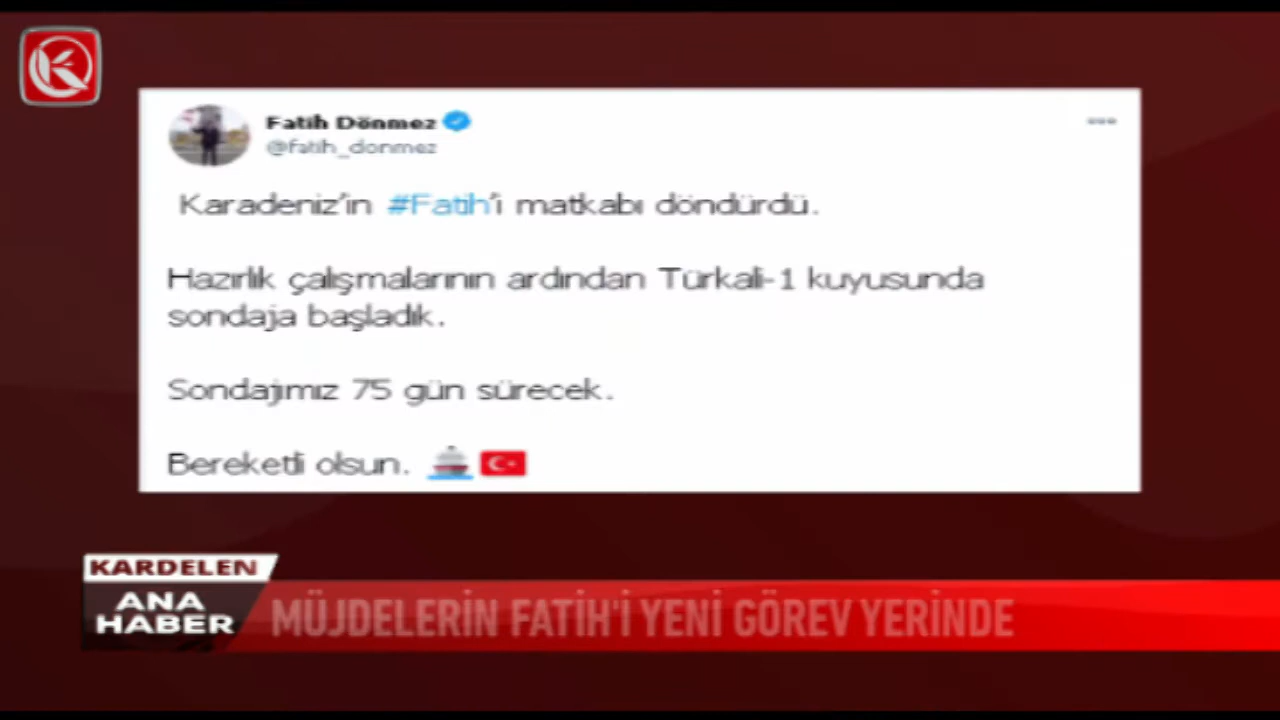 Fatih Dönmez
@fatih_donmez
Karadeniz'in #Fatih'i matkabı döndürdü.
Hazırlık çalışmalarının ardından Türkali-1 kuyusunda
sondaja başladık.
Sondajımız 75 gün sürecek.
Bereketli olsun.
KARDELEN
ANA
HABER
MÜJDELERİN FATİH'İ YENİ GÖREV YERİNDE